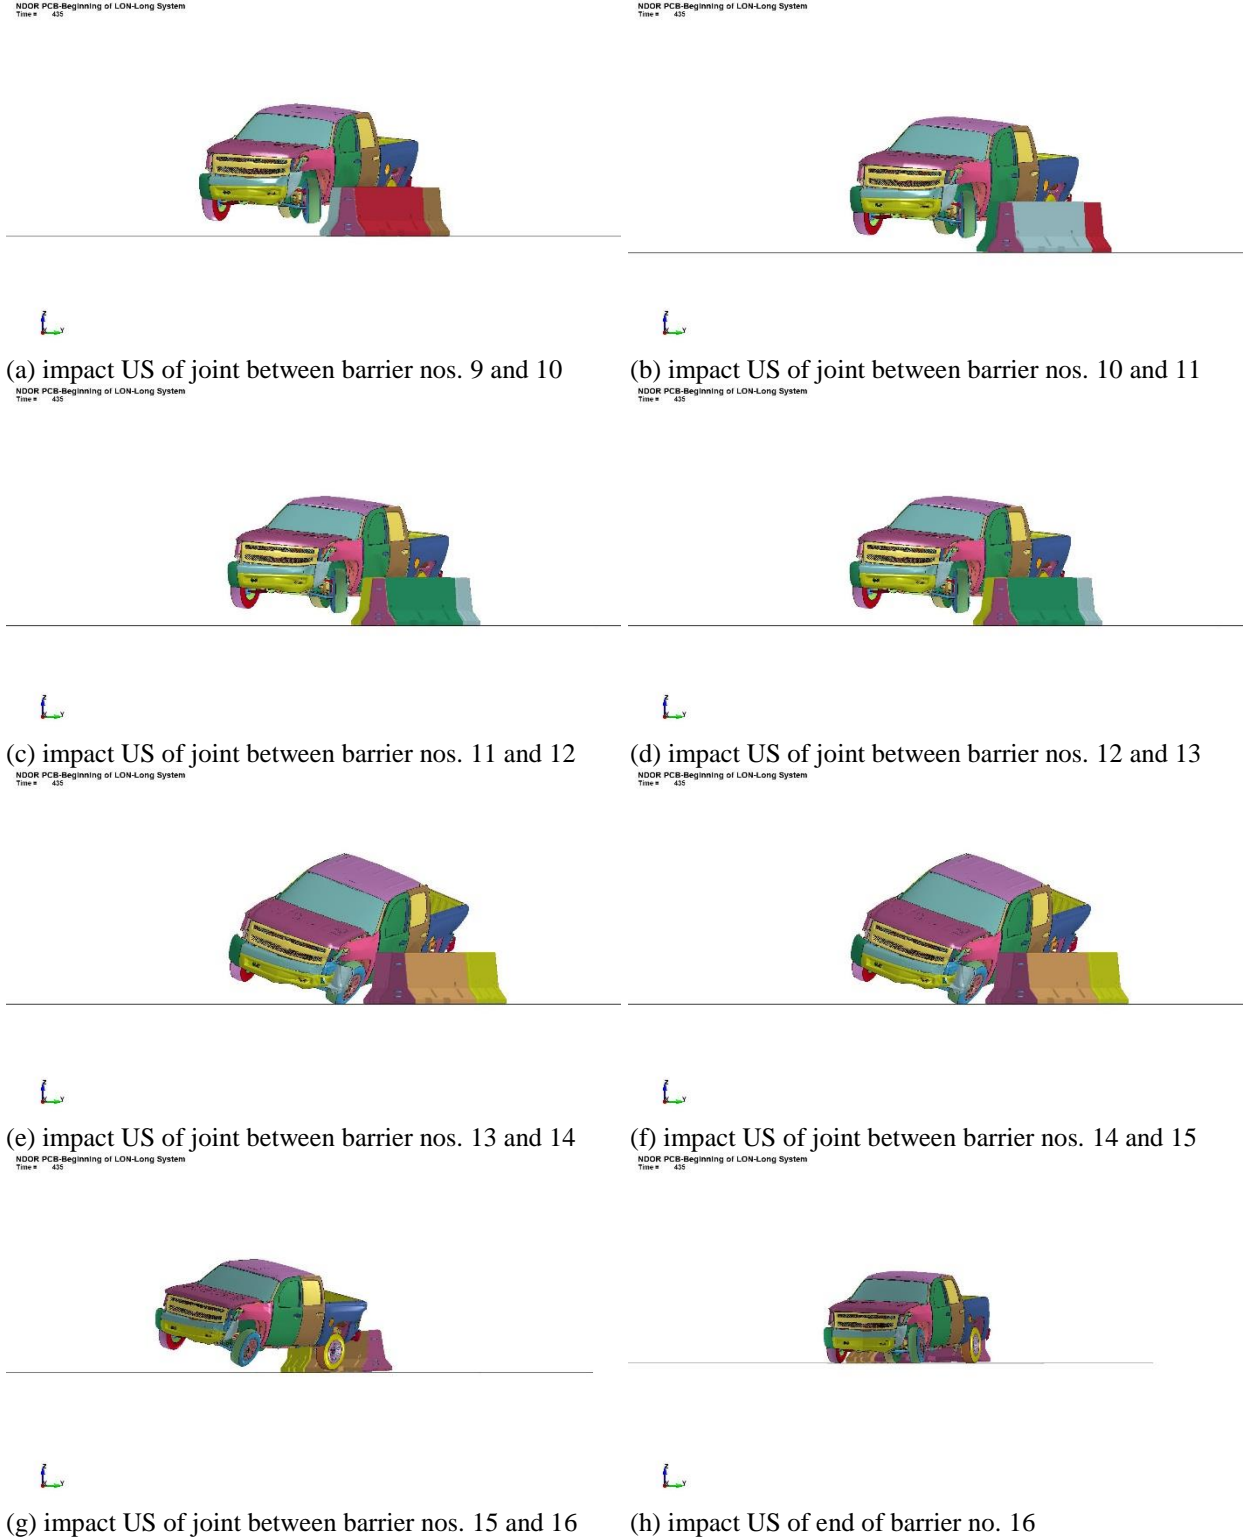 NDOR PCB-Beginning of LON-Long System
Time = 435
NDOR PCB-Beginning of LON-Long System
Time = 435
Z
Y
Z
Y
(a) impact US of joint between barrier nos. 9 and 10
(b) impact US of joint between barrier nos. 10 and 11
NDOR PCB-Beginning of LON-Long System
Time = 435
NDOR PCB-Beginning of LON-Long System
Time = 435
Z
Y
Z
Y
(c) impact US of joint between barrier nos. 11 and 12
(d) impact US of joint between barrier nos. 12 and 13
NDOR PCB-Beginning of LON-Long System
Time = 435
NDOR PCB-Beginning of LON-Long System
Time = 435
Z
Y
Z
Y
(e) impact US of joint between barrier nos. 13 and 14
(f) impact US of joint between barrier nos. 14 and 15
NDOR PCB-Beginning of LON-Long System
Time = 435
NDOR PCB-Beginning of LON-Long System
Time = 435
Z
Y
Z
Y
(g) impact US of joint between barrier nos. 15 and 16
(h) impact US of end of barrier no. 16